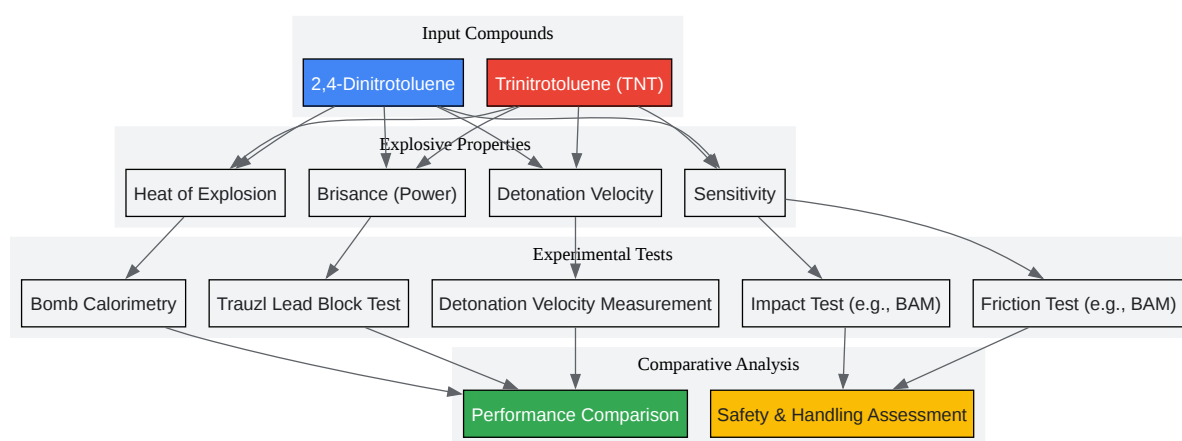 Input Compounds
2,4-Dinitrotoluene
Trinitrotoluene (TNT)
Explosive Properties
Heat of Explosion
Brisance (Power)
Detonation Velocity
Sensitivity
Experimental Tests
Bomb Calorimetry
Trauzl Lead Block Test
Detonation Velocity Measurement
Impact Test (e.g., BAM)
Friction Test (e.g., BAM)
Comparative Analysis
Performance Comparison
Safety & Handling Assessment